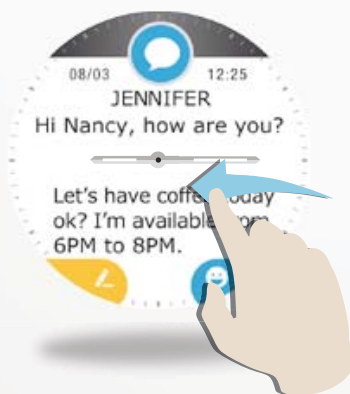 08/03 12:25
JENNIFER
Hi Nancy, how are you?
Let's have
ok? I'm available
6PM to 8PM.